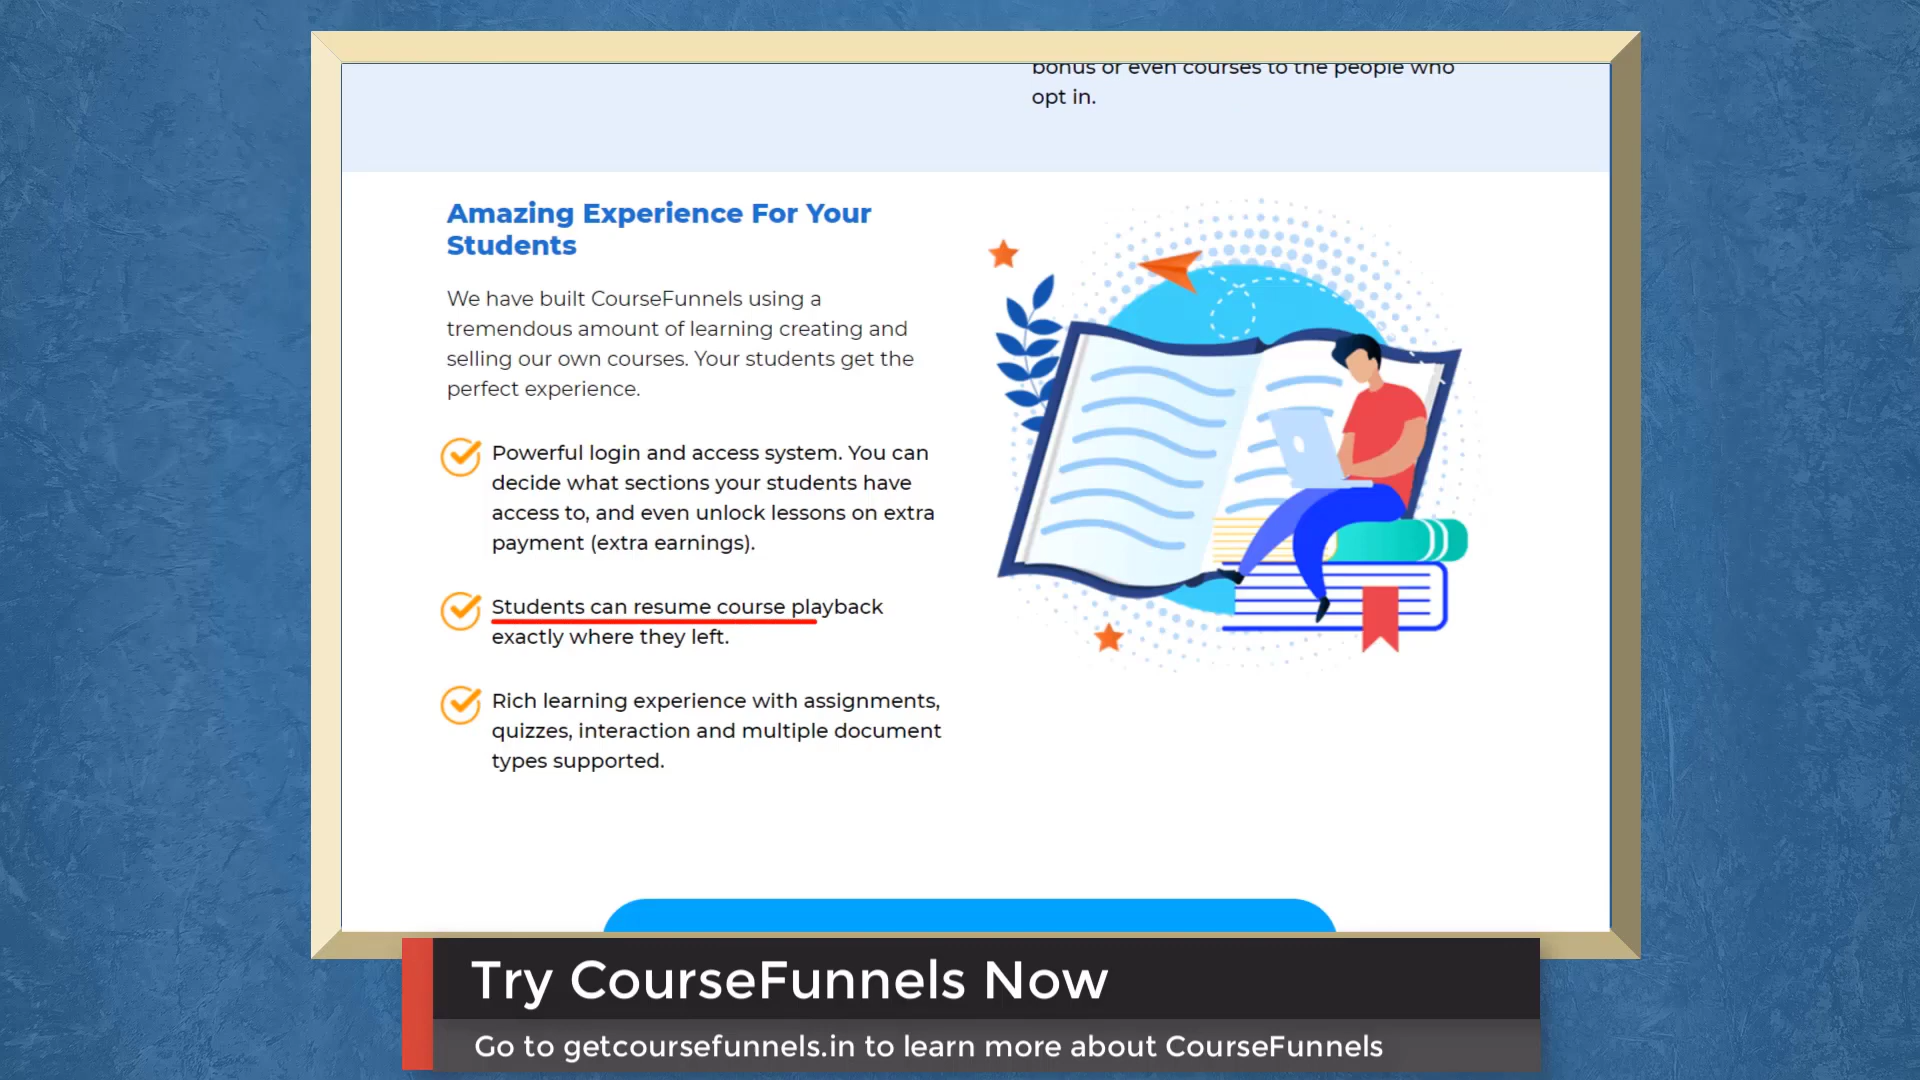 bonus or even courses to the people who
opt in.
Amazing Experience For Your
Students
We have built CourseFunnels using a
tremendous amount of learning creating and
selling our own courses. Your students get the
perfect experience.
Powerful login and access system. You can
decide what sections your students have
access to, and even unlock lessons on extra
payment (extra earnings).
Students can resume course playback
exactly where they left.
Rich learning experience with assignments,
quizzes, interaction and multiple document
types supported.
Try CourseFunnels Now
Go to getcoursefunnels.in to learn more about CourseFunnels